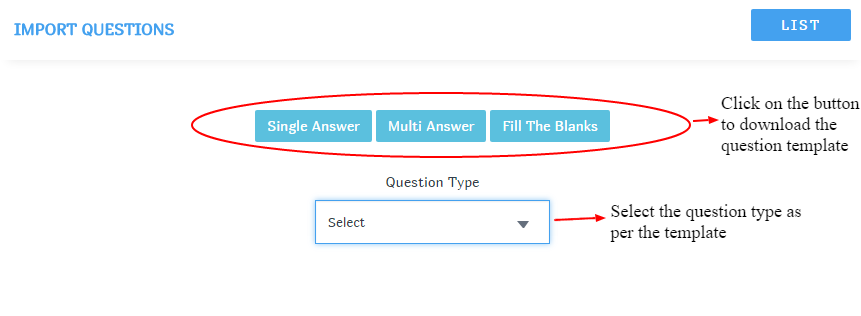 IMPORT QUESTIONS
LIST
Single Answer
Multi Answer
Fill The Blanks
Click on the button
to download the
question template
Question Type
Select
Select the question type as
per the template